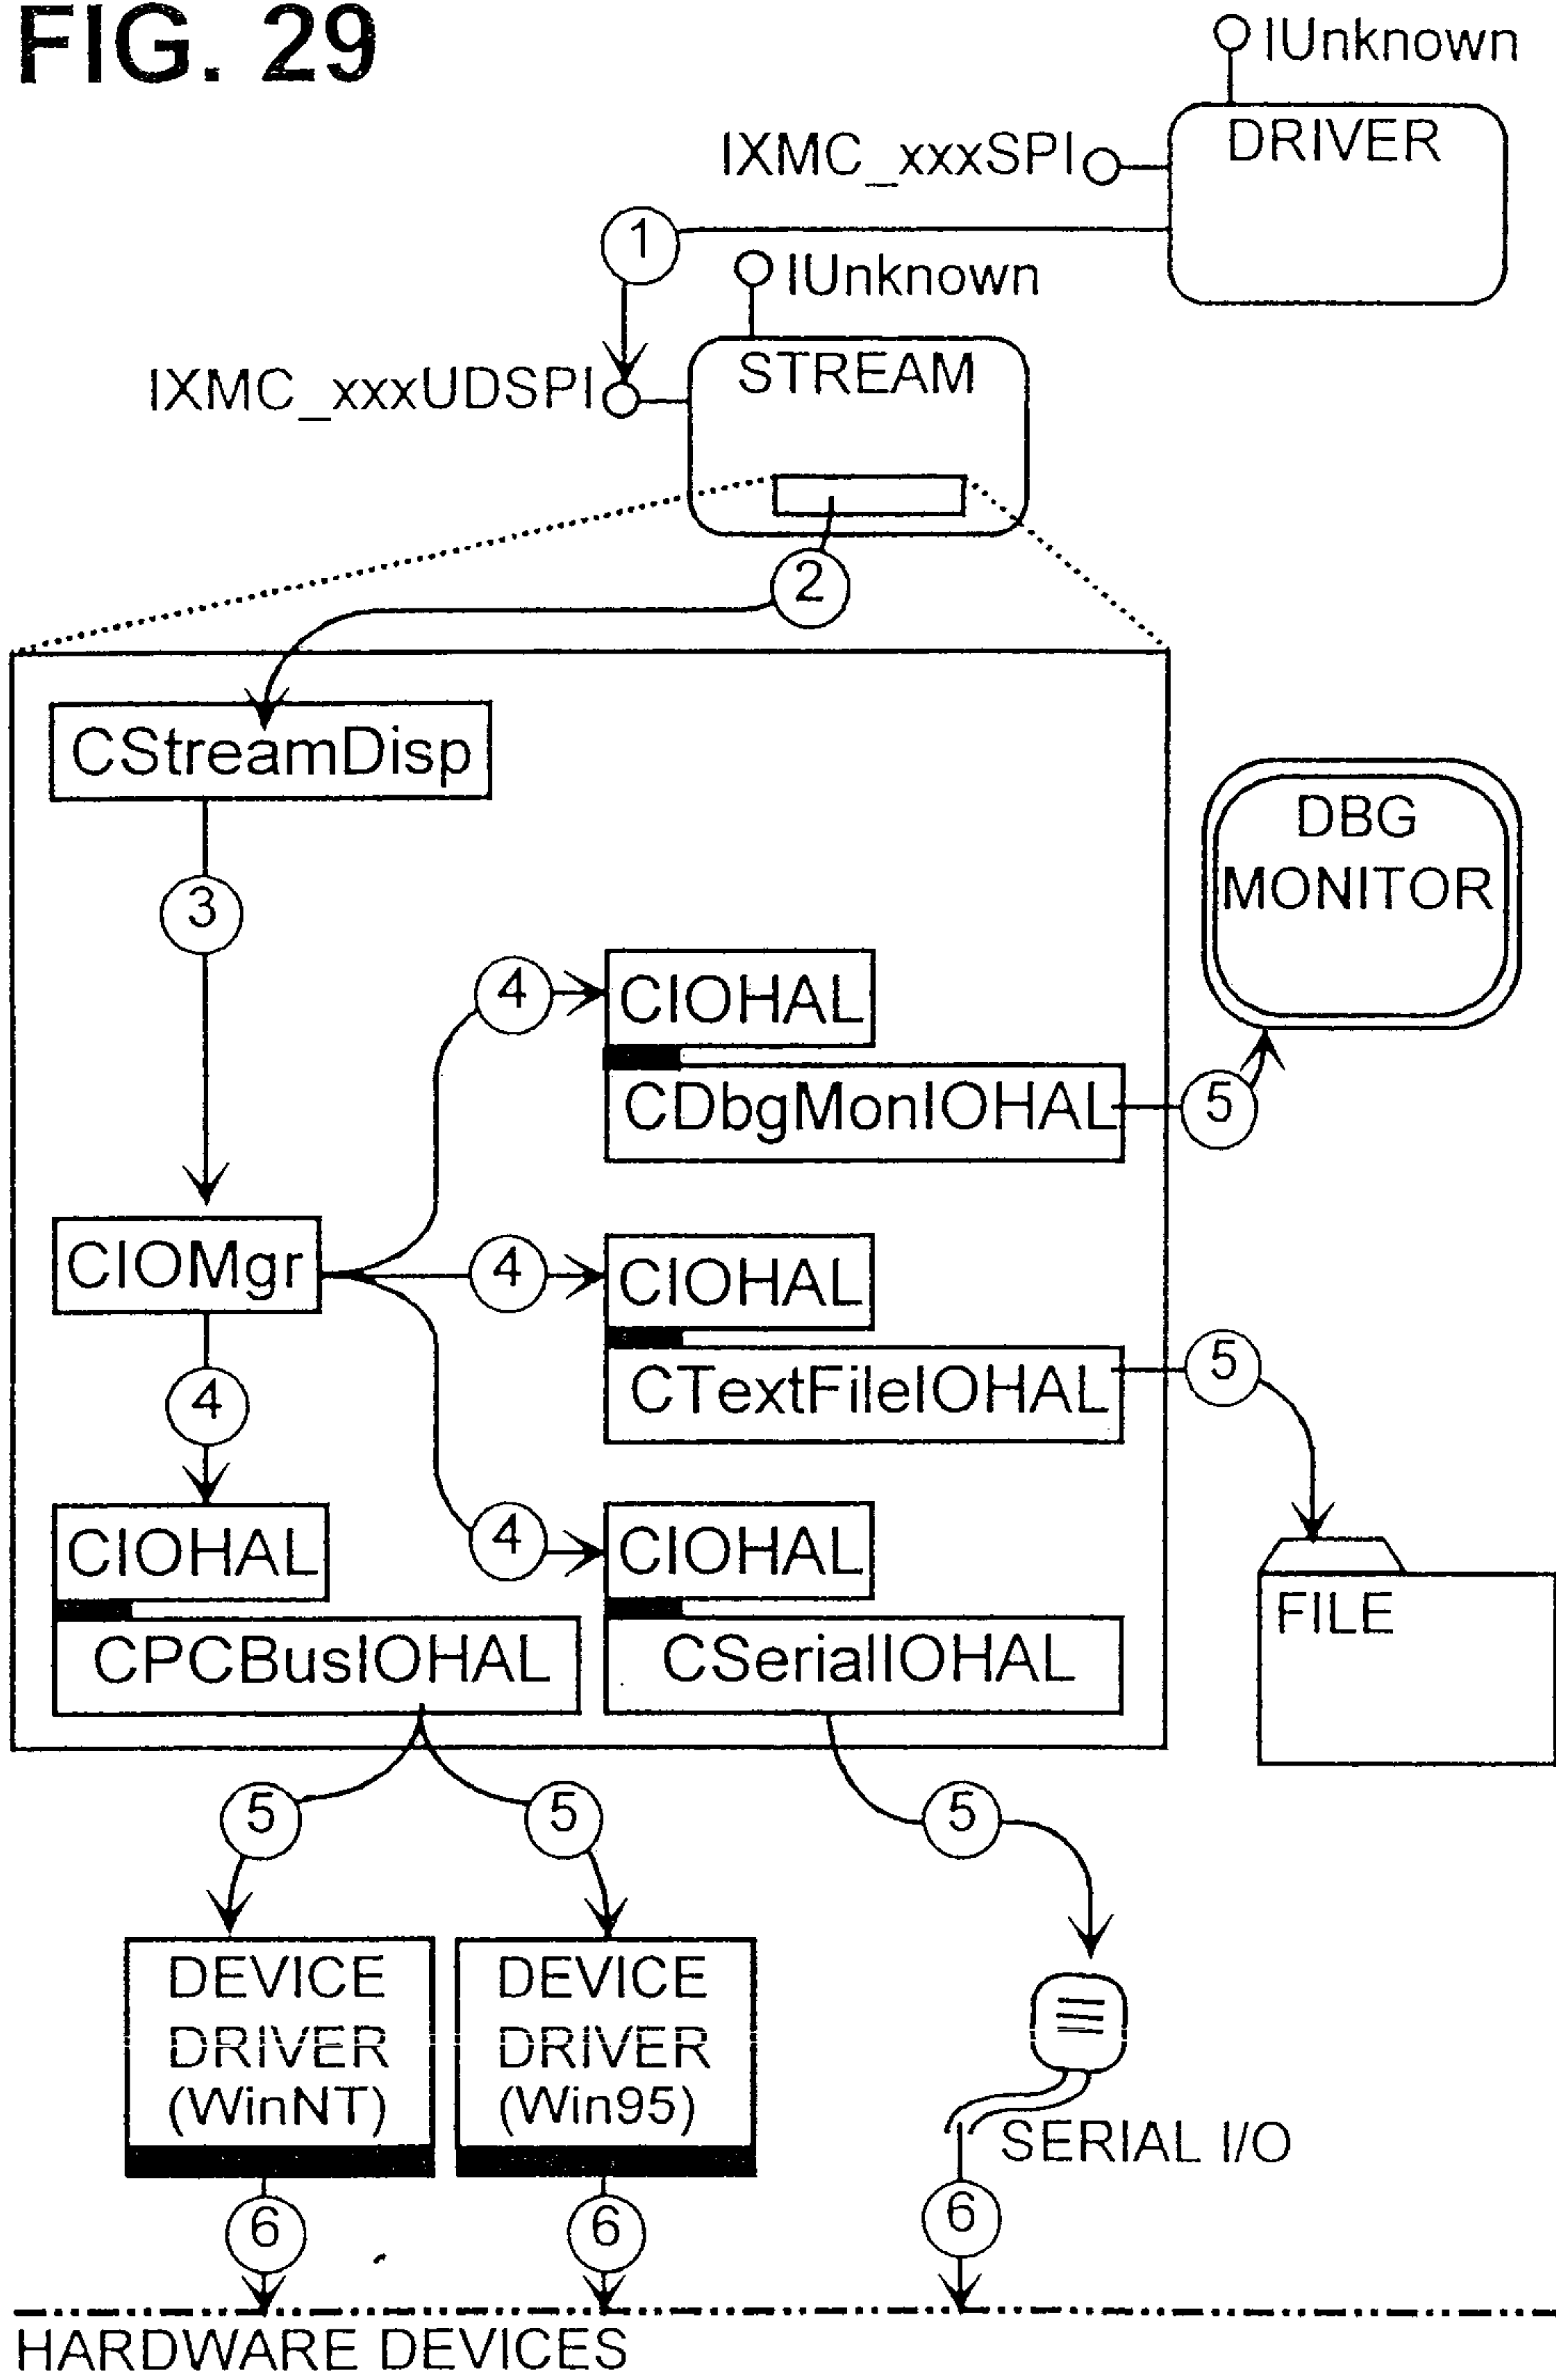 FIG. 29
IUnknown
DRIVER
IXMC_xxxSPI
1
IUnknown
STREAM
IXMC_xxxUDSPI
2
CStreamDisp
DBG
MONITOR
3
4
CIOHAL
CDbgMonIOHAL
5
CIOMgr
4
CIOHAL
CTextFileIOHAL
5
4
CIOHAL
4
CIOHAL
FILE
CPCBusIOHAL
CSerialIOHAL
5
5
5
DEVICE
DRIVER
(WinNT)
DEVICE
DRIVER
(Win95)
SERIAL I/O
6
6
6
HARDWARE DEVICES